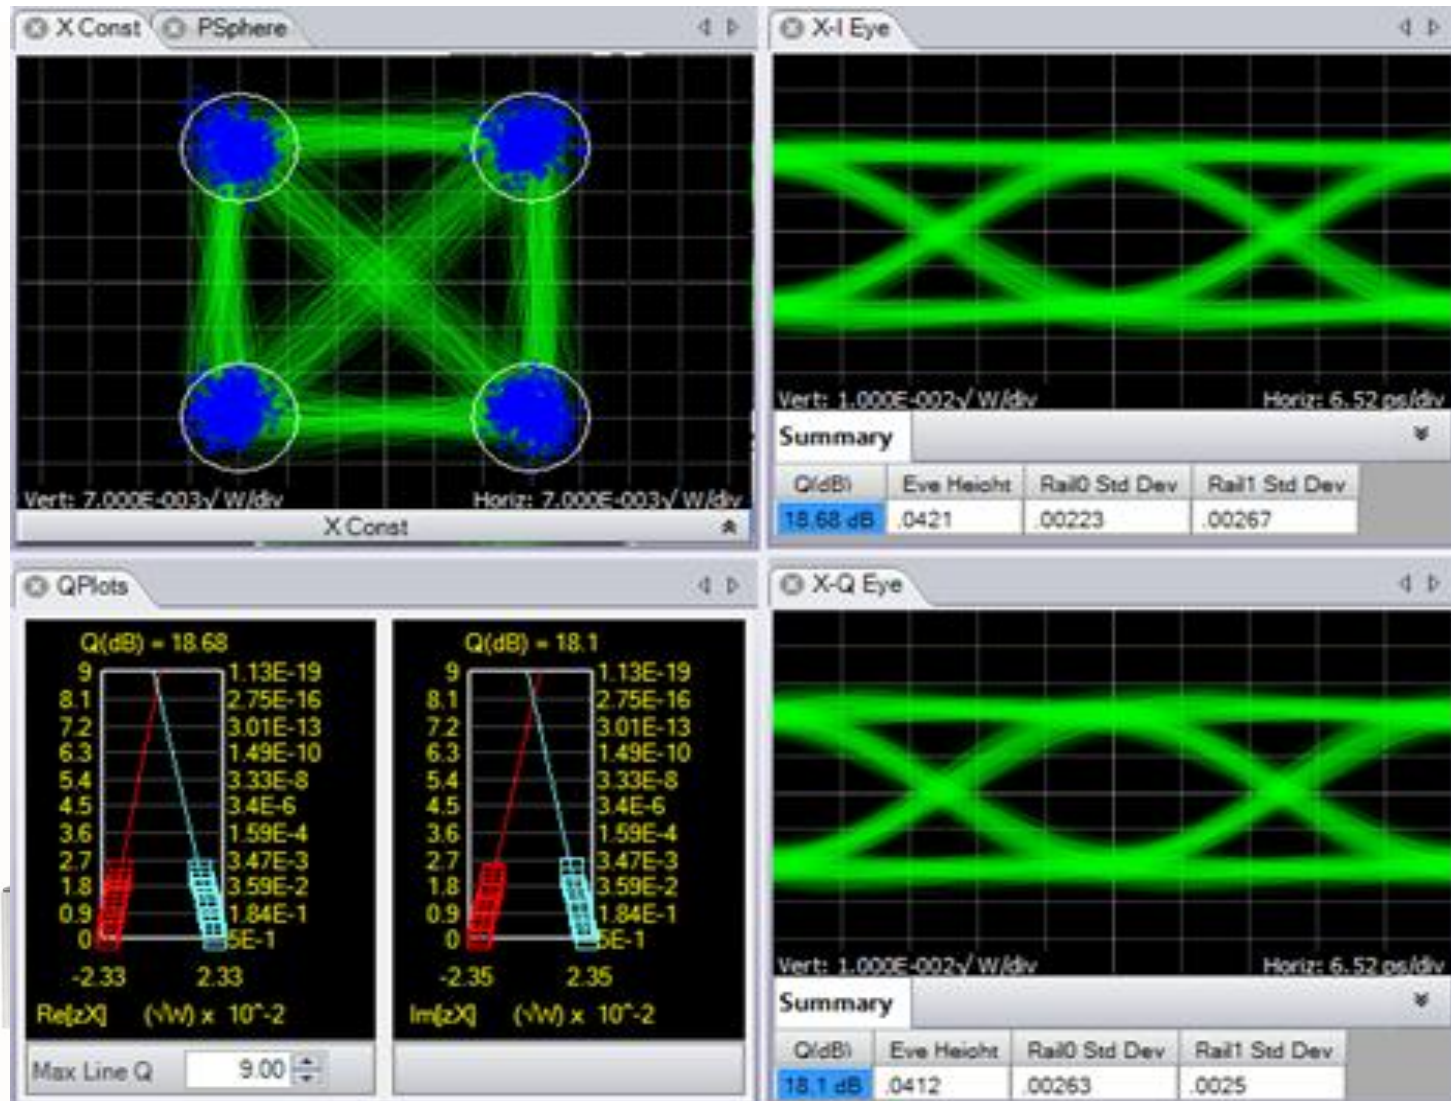 X Const PSphere
Vert: 7.000E-003√ W/div Horiz: 7.000E-003√ W/div
X Const
X-I Eye
Vert: 1.000E-002√ W/div Horiz: 6.52 ps/div
Summary
Q(dB) Eye Height Rail0 Std Dev Rail1 Std Dev
18.68 dB .0421 .00223 .00267
QPlots
Q(dB) = 18.68
9 1.13E-19
8.1 2.75E-16
7.2 3.01E-13
6.3 1.49E-10
5.4 3.33E-8
4.5 3.4E-6
3.6 1.59E-4
2.7 3.47E-3
1.8 3.59E-2
0.9 1.84E-1
0 5E-1
-2.33 2.33
Re[zX] (√W) x 10^-2
Max Line Q 9.00
Q(dB) = 18.1
9 1.13E-19
8.1 2.75E-16
7.2 3.01E-13
6.3 1.49E-10
5.4 3.33E-8
4.5 3.4E-6
3.6 1.59E-4
2.7 3.47E-3
1.8 3.59E-2
0.9 1.84E-1
0 5E-1
-2.35 2.35
Im[zX] (√W) x 10^-2
X-Q Eye
Vert: 1.000E-002√ W/div Horiz: 6.52 ps/div
Summary
Q(dB) Eye Height Rail0 Std Dev Rail1 Std Dev
18.1 dB .0412 .00263 .0025